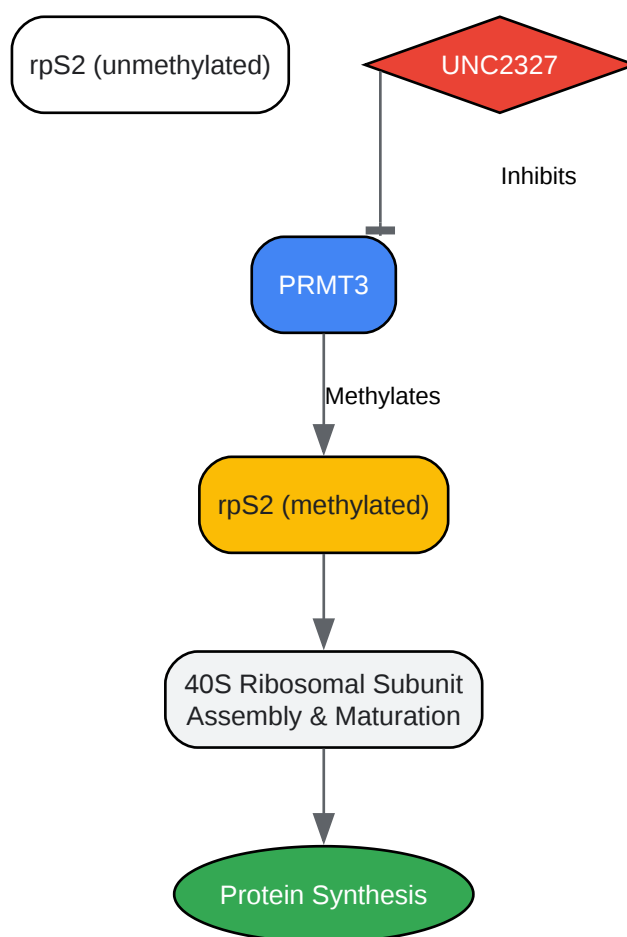 rpS2 (unmethylated)
UNC2327
Inhibits
PRMT3
Methylates
rpS2 (methylated)
40S Ribosomal Subunit
Assembly & Maturation
Protein Synthesis